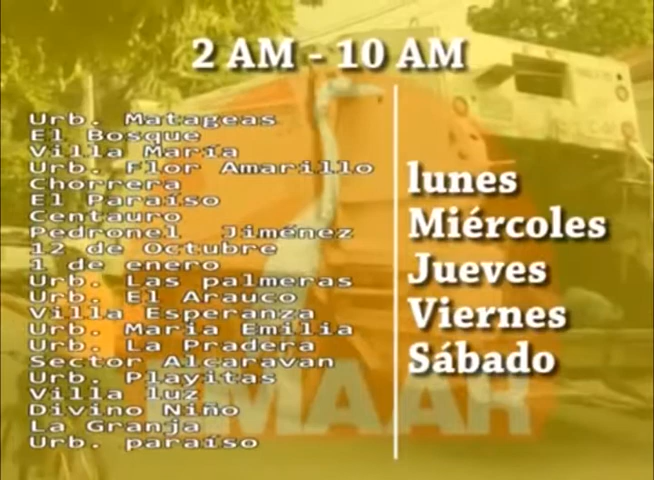 2 AM - 10 AM
Urb. Matageas
El Bosque
Villa María
Urb. Flor Amarillo
Chorrera
El Paraíso
Centauro
Pedronel Jiménez
12 de Octubre
1 de enero
Urb. Las palmeras
Urb. El Arauco
Villa Esperanza
Urb. Maria Emilia
Urb. La Pradera
Sector Alcaravan
Urb. Playitas
Villa luz
Divino Niño
La Granja
Urb. paraíso
lunes
Miércoles
Jueves
Viernes
Sábado
EMAAR